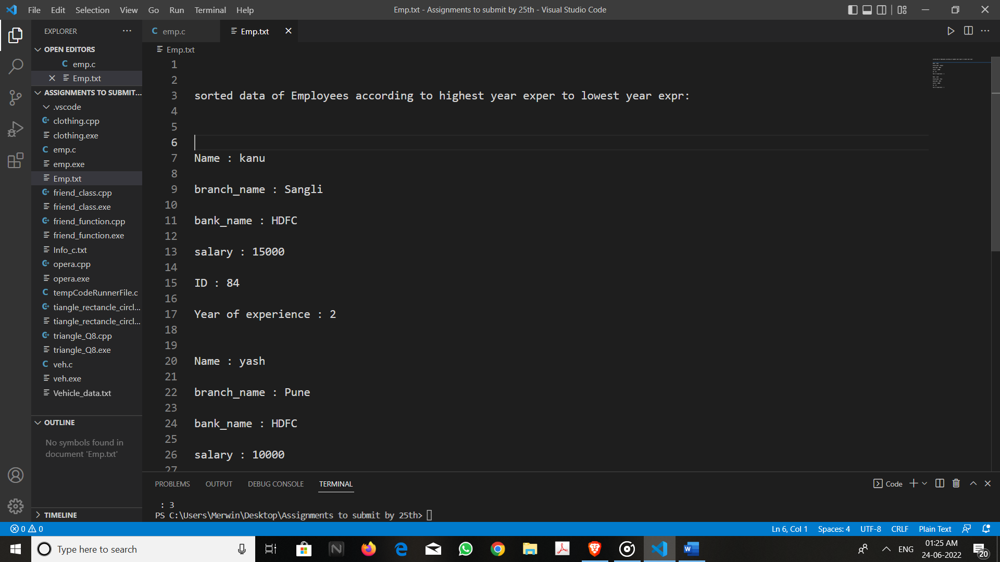 File Edit Selection View Go Run Terminal Help
Emp.txt - Assignments to submit by 25th - Visual Studio Code
EXPLORER
OPEN EDITORS
emp.c
Emp.txt
ASSIGNMENTS TO SUBMIT...
.vscode
clothing.cpp
clothing.exe
emp.c
emp.exe
Emp.txt
friend_class.cpp
friend_class.exe
friend_function.cpp
friend_function.exe
Info_c.txt
opera.cpp
opera.exe
tempCodeRunnerFile.c
tiangle_rectancle_circl...
tiangle_rectancle_circl...
triangle_Q8.cpp
triangle_Q8.exe
veh.c
veh.exe
Vehicle_data.txt
OUTLINE
No symbols found in
document 'Emp.txt'
TIMELINE
emp.c Emp.txt
Emp.txt
1
2
3 sorted data of Employees according to highest year exper to lowest year expr:
4
5
6
7 Name : kanu
8
9 branch_name : Sangli
10
11 bank_name : HDFC
12
13 salary : 15000
14
15 ID : 84
16
17 Year of experience : 2
18
19
20 Name : yash
21
22 branch_name : Pune
23
24 bank_name : HDFC
25
26 salary : 10000
27
PROBLEMS OUTPUT DEBUG CONSOLE TERMINAL
Code
: 3
PS C:\Users\Merwin\Desktop\Assignments to submit by 25th>
0 0
Ln 6, Col 1 Spaces: 4 UTF-8 CRLF Plain Text
Type here to search
ENG
01:25 AM
24-06-2022
20